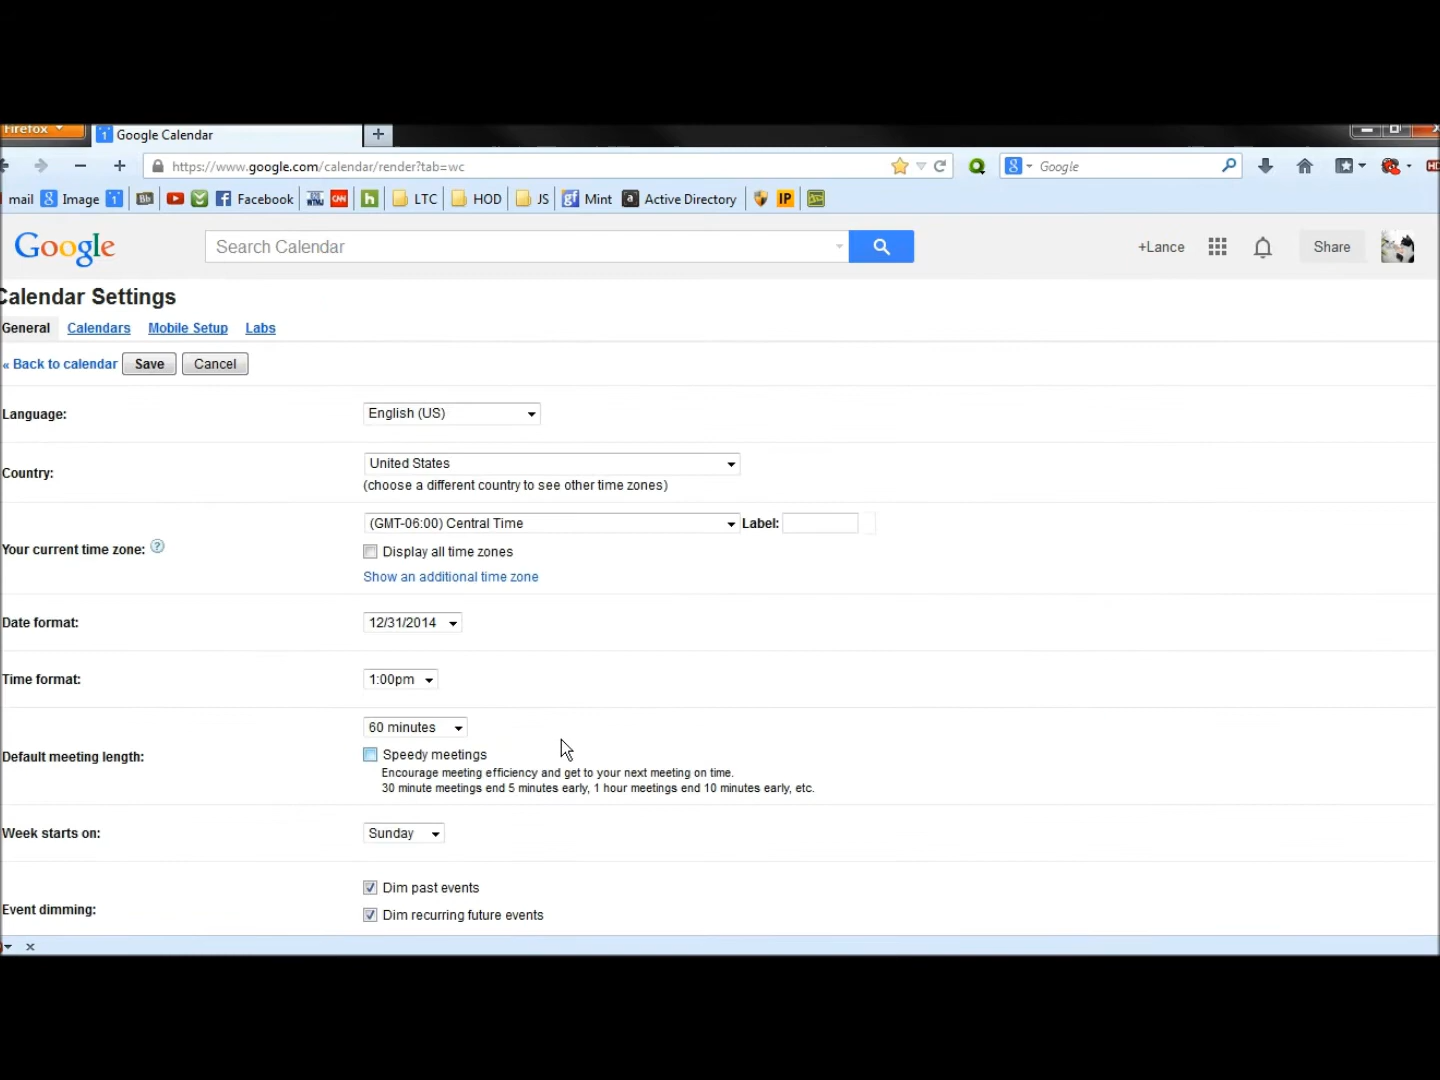 Firefox
Google Calendar
https://www.google.com/calendar/render?tab=wc
Google
mail Image Bb Facebook CNN h LTC HOD JS gf Mint a Active Directory IP
Google Search Calendar +Lance Share
Calendar Settings
General Calendars Mobile Setup Labs
« Back to calendar Save Cancel
Language: English (US)
Country: United States
(choose a different country to see other time zones)
(GMT-06:00) Central Time Label:
Your current time zone: ?
Display all time zones
Show an additional time zone
Date format: 12/31/2014
Time format: 1:00pm
60 minutes
Default meeting length: Speedy meetings
Encourage meeting efficiency and get to your next meeting on time.
30 minute meetings end 5 minutes early, 1 hour meetings end 10 minutes early, etc.
Week starts on: Sunday
Dim past events
Event dimming:
Dim recurring future events